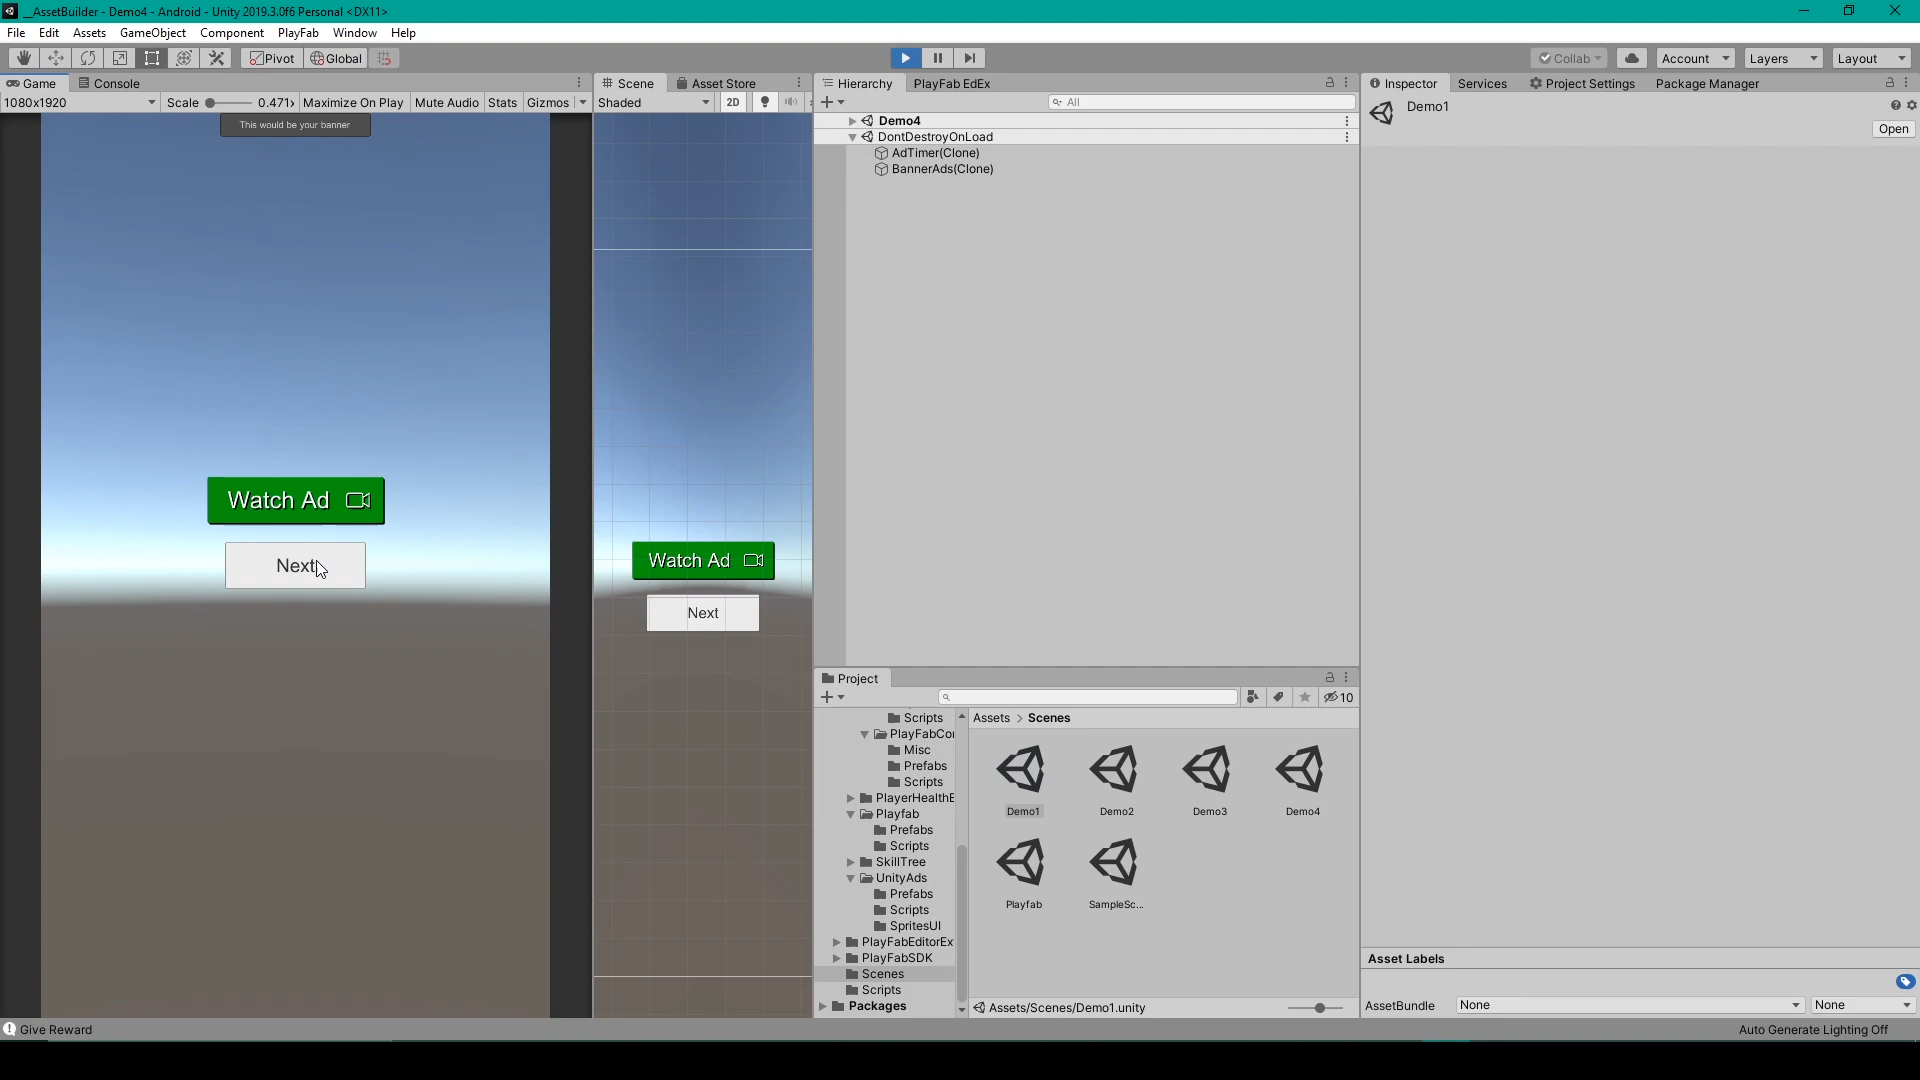 __AssetBuilder - Demo4 - Android - Unity 2019.3.0f6 Personal <DX11>
File Edit Assets GameObject Component PlayFab Window Help
Pivot Global Collab Account Layers Layout
Game Console
1080x1920 Scale 0.471x Maximize On Play Mute Audio Stats Gizmos
This would be your banner
Watch Ad
Next
Scene Asset Store
Shaded 2D
Watch Ad
Next
Hierarchy PlayFab EdEx
All
Demo4
DontDestroyOnLoad
AdTimer(Clone)
BannerAds(Clone)
Project
10
Scripts
PlayFabCo
Misc
Prefabs
Scripts
PlayerHealthE
Playfab
Prefabs
Scripts
SkillTree
UnityAds
Prefabs
Scripts
SpritesUI
PlayFabEditorEx
PlayFabSDK
Scenes
Scripts
Packages
Assets > Scenes
Demo1 Demo2 Demo3 Demo4
Playfab SampleSc...
Assets/Scenes/Demo1.unity
Inspector Services Project Settings Package Manager
Demo1
Open
Asset Labels
AssetBundle None None
Give Reward
Auto Generate Lighting Off